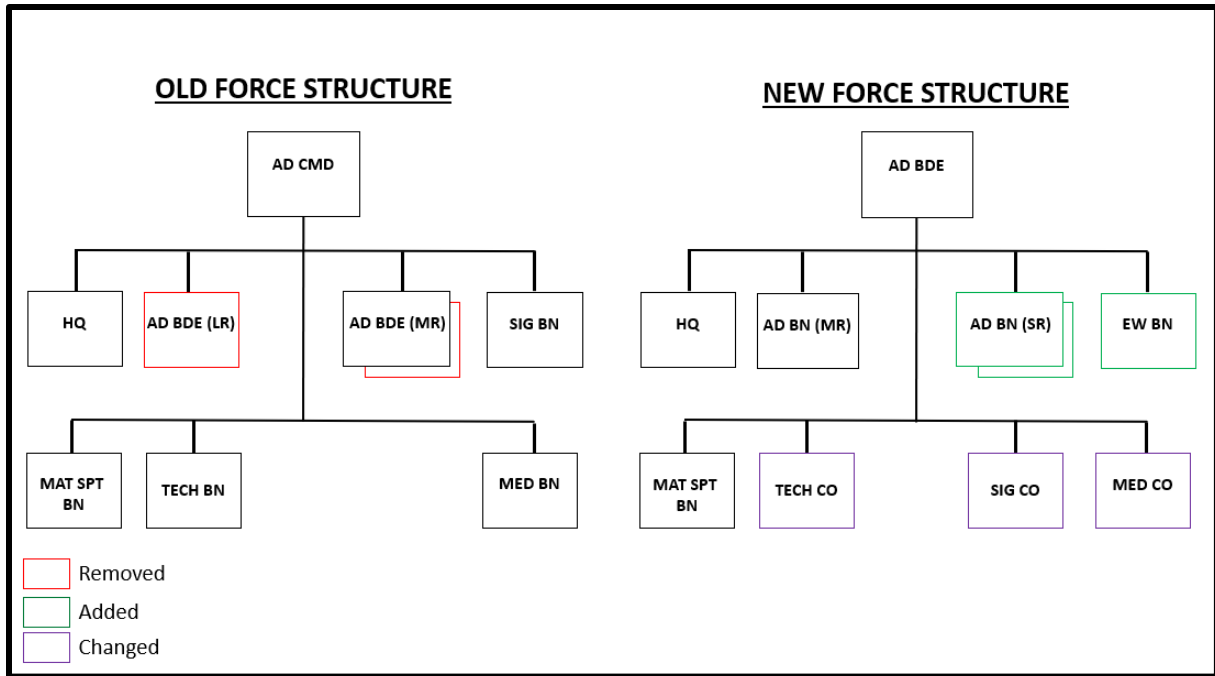 OLD FORCE STRUCTURE
AD CMD
HQ
AD BDE (LR)
AD BDE (MR)
SIG BN
MAT SPT
BN
TECH BN
MED BN
NEW FORCE STRUCTURE
AD BDE
HQ
AD BN (MR)
AD BN (SR)
EW BN
MAT SPT
BN
TECH CO
SIG CO
MED CO
Removed
Added
Changed